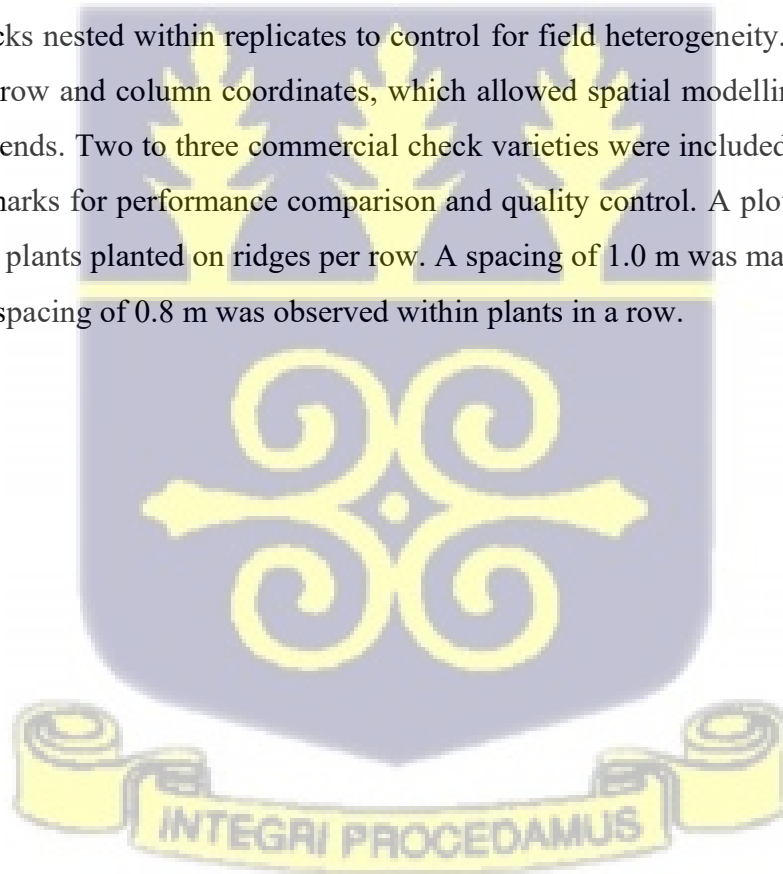 cks nested within replicates to control for field heterogeneity.
row and column coordinates, which allowed spatial modellin
ends. Two to three commercial check varieties were included
narks for performance comparison and quality control. A plot
plants planted on ridges per row. A spacing of 1.0 m was ma
spacing of 0.8 m was observed within plants in a row.
INTEGRI PROCEDAMUS